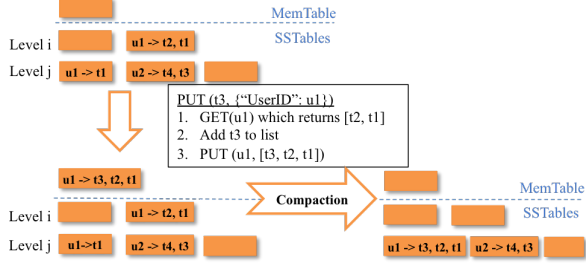 MemTable
SSTables
Level i
u1 -> t2, t1
Level j
u1 -> t1
u2 -> t4, t3
PUT (t3, {“UserID”: u1})
1. GET(u1) which returns [t2, t1]
2. Add t3 to list
3. PUT (u1, [t3, t2, t1])
u1 -> t3, t2, t1
Level i
u1 -> t2, t1
Level j
u1->t1
u2 -> t4, t3
Compaction
MemTable
SSTables
u1 -> t3, t2, t1
u2 -> t4, t3